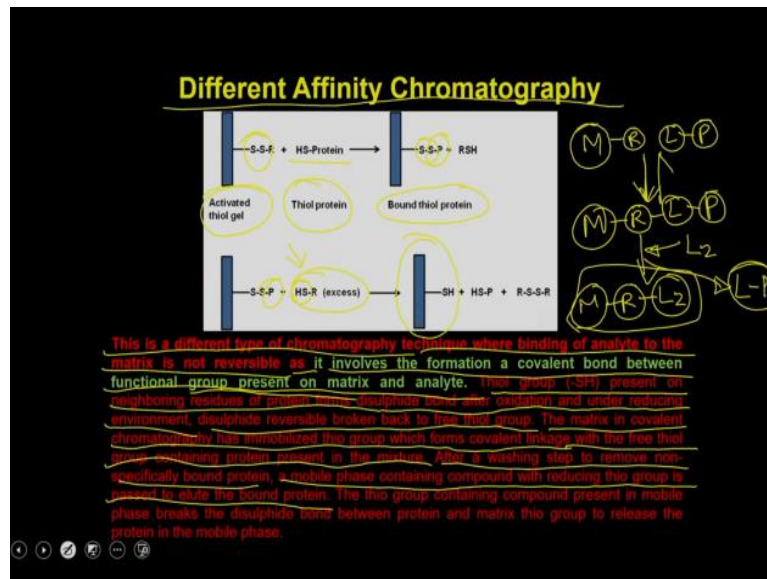 Different Affinity Chromatography
S-S-R + HS-Protein
S-S-P + RSH
Activated thiol gel
Thiol protein
Bound thiol protein
S-S-P + HS-R (excess)
SH + HS-P + R-S-S-R
This is a different type of chromatography technique where binding of analyte to the
matrix is not reversible as it involves the formation a covalent bond between
functional group present on matrix and analyte. Thiol group (-SH) present on
neighboring residues of protein forms disulphide bond after oxidation and under reducing
environment, disulphide reversible broken back to free thiol group. The matrix in covalent
chromatography has immobilized thio group which forms covalent linkage with the free thiol
group containing protein present in the mixture. After a washing step to remove non-
specifically bound protein, a mobile phase containing compound with reducing thio group is
passed to elute the bound protein. The thio group containing compound present in mobile
phase breaks the disulphide bond between protein and matrix thio group to release the
protein in the mobile phase.
M R L P
M R L P
L2
M R L2 L-P